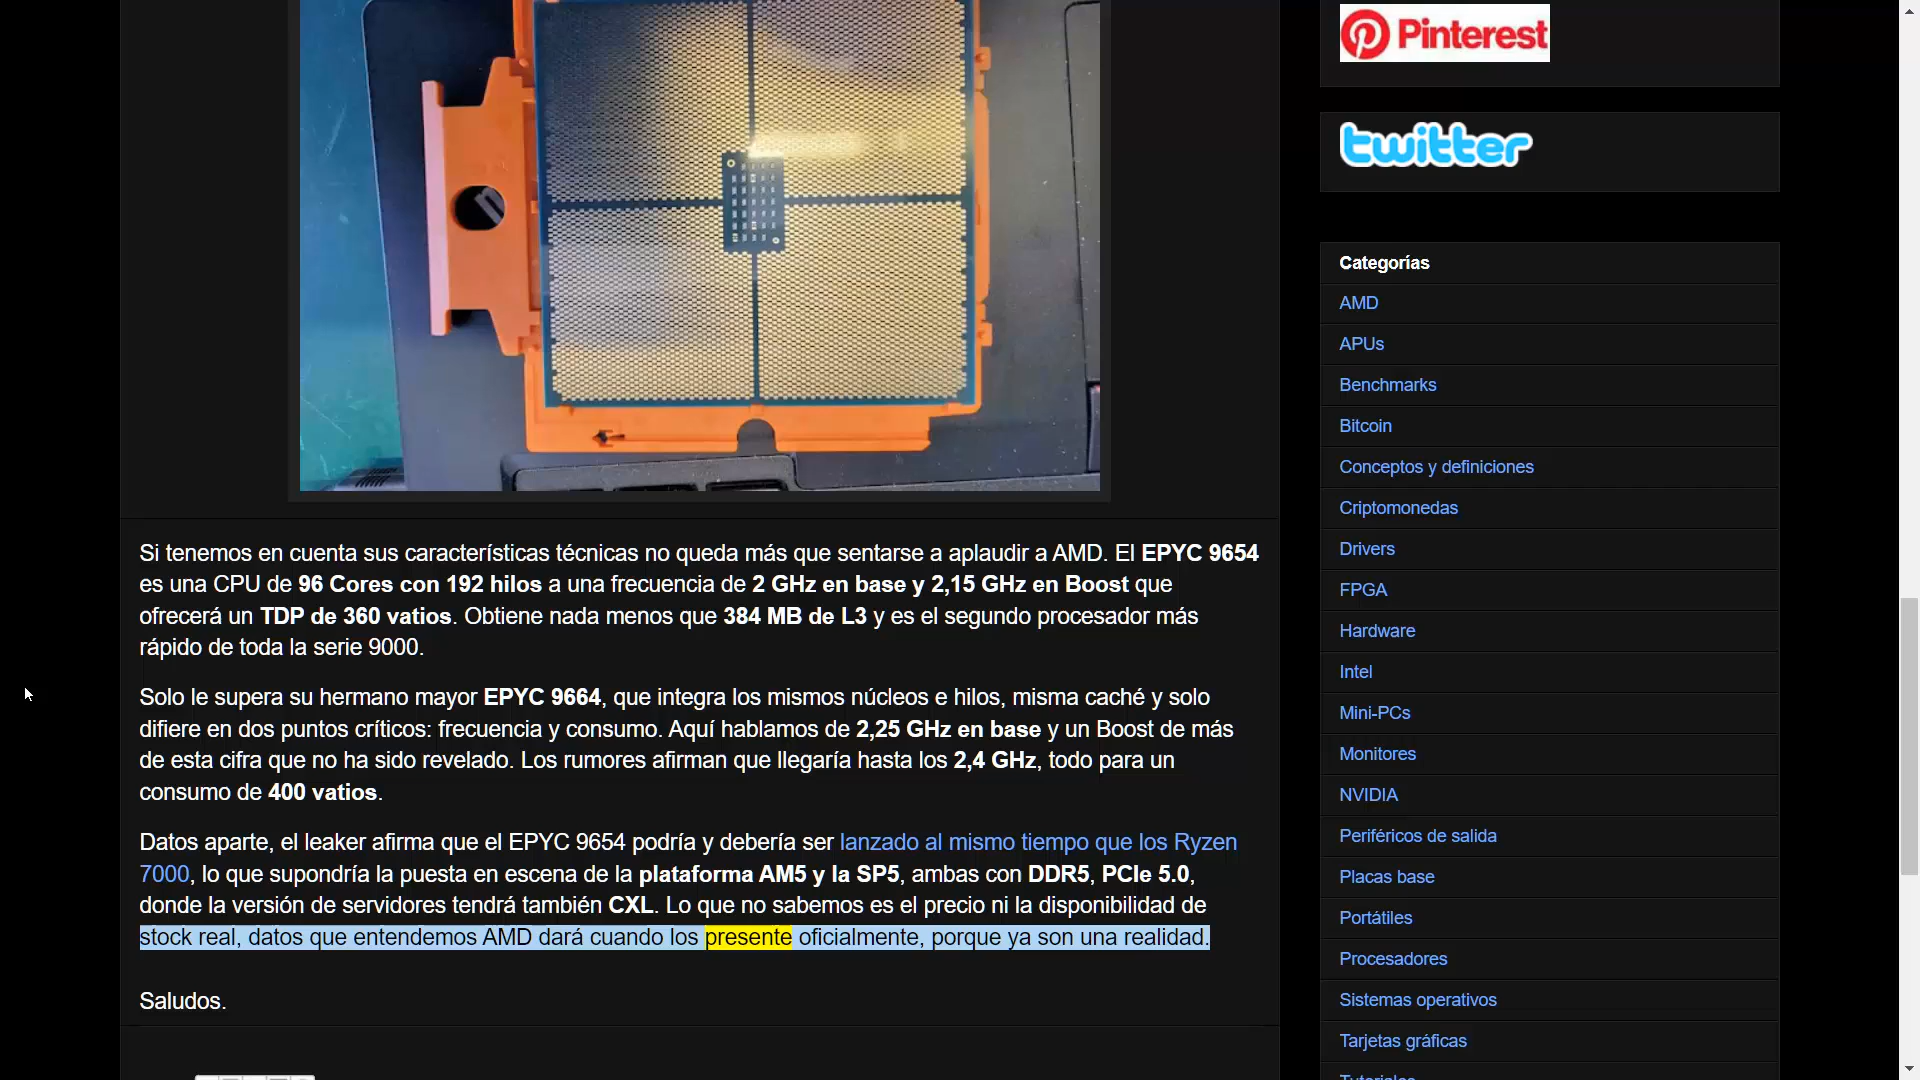 Pinterest
twitter
Categorías
AMD
APUs
Benchmarks
Bitcoin
Conceptos y definiciones
Criptomonedas
Drivers
FPGA
Hardware
Intel
Mini-PCs
Monitores
NVIDIA
Periféricos de salida
Placas base
Portátiles
Procesadores
Sistemas operativos
Tarjetas gráficas
Si tenemos en cuenta sus características técnicas no queda más que sentarse a aplaudir a AMD. El EPYC 9654
es una CPU de 96 Cores con 192 hilos a una frecuencia de 2 GHz en base y 2,15 GHz en Boost que
ofrecerá un TDP de 360 vatios. Obtiene nada menos que 384 MB de L3 y es el segundo procesador más
rápido de toda la serie 9000.
Solo le supera su hermano mayor EPYC 9664, que integra los mismos núcleos e hilos, misma caché y solo
difiere en dos puntos críticos: frecuencia y consumo. Aquí hablamos de 2,25 GHz en base y un Boost de más
de esta cifra que no ha sido revelado. Los rumores afirman que llegaría hasta los 2,4 GHz, todo para un
consumo de 400 vatios.
Datos aparte, el leaker afirma que el EPYC 9654 podría y debería ser lanzado al mismo tiempo que los Ryzen
7000, lo que supondría la puesta en escena de la plataforma AM5 y la SP5, ambas con DDR5, PCIe 5.0,
donde la versión de servidores tendrá también CXL. Lo que no sabemos es el precio ni la disponibilidad de
stock real, datos que entendemos AMD dará cuando los presente oficialmente, porque ya son una realidad.
Saludos.